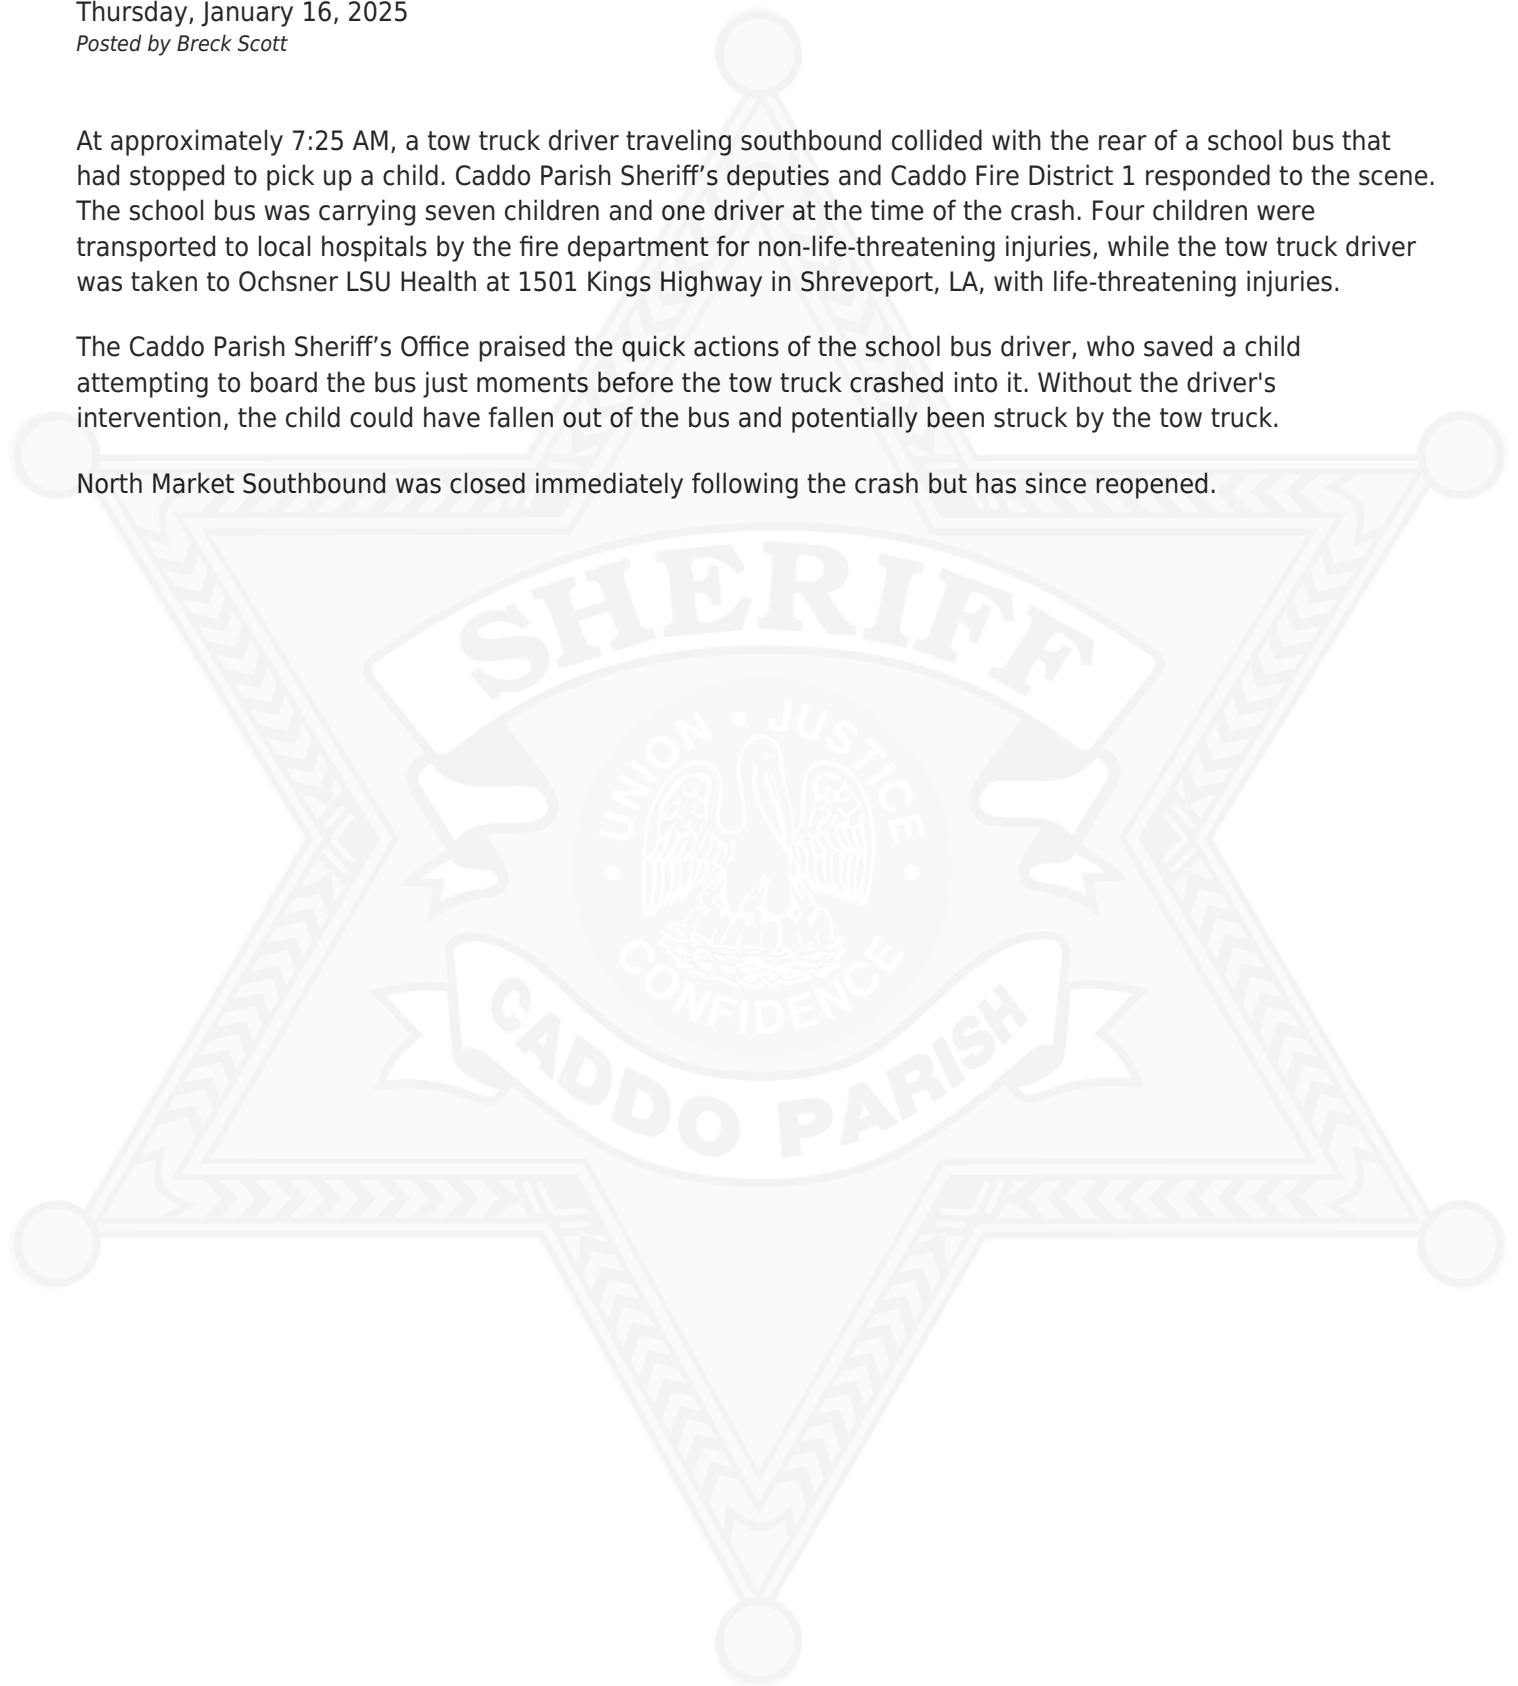 Thursday, January 16, 2025
Posted by Breck Scott
At approximately 7:25 AM, a tow truck driver traveling southbound collided with the rear of a school bus that
had stopped to pick up a child. Caddo Parish Sheriff’s deputies and Caddo Fire District 1 responded to the scene.
The school bus was carrying seven children and one driver at the time of the crash. Four children were
transported to local hospitals by the fire department for non-life-threatening injuries, while the tow truck driver
was taken to Ochsner LSU Health at 1501 Kings Highway in Shreveport, LA, with life-threatening injuries.
The Caddo Parish Sheriff’s Office praised the quick actions of the school bus driver, who saved a child
attempting to board the bus just moments before the tow truck crashed into it. Without the driver's
intervention, the child could have fallen out of the bus and potentially been struck by the tow truck.
North Market Southbound was closed immediately following the crash but has since reopened.
SHERIFF
UNION • JUSTICE
• CONFIDENCE •
CADDO PARISH